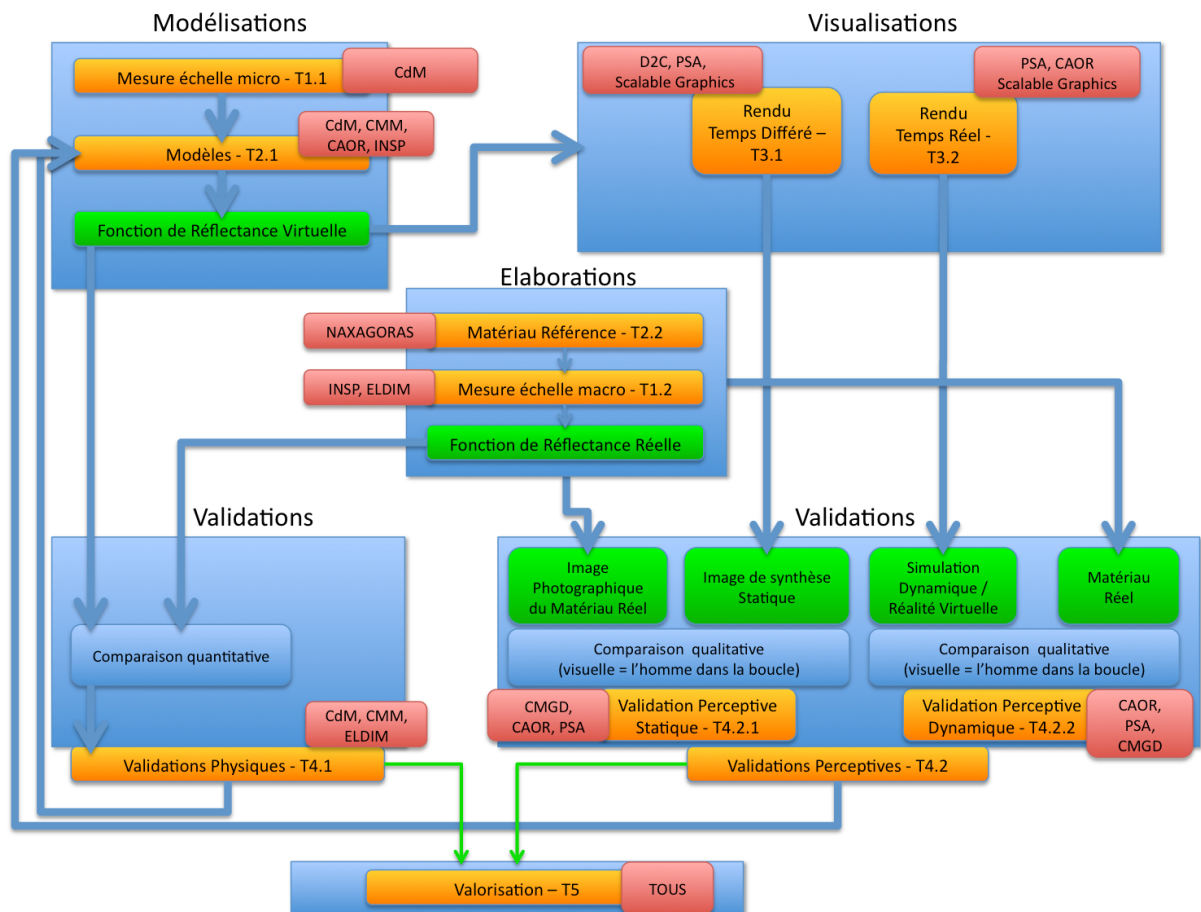 Modélisations
Mesure échelle micro - T1.1
CdM
CdM, CMM,
CAOR, INSP
Modèles - T2.1
Fonction de Réflectance Virtuelle
Visualisations
D2C, PSA,
Scalable Graphics
PSA, CAOR
Scalable Graphics
Rendu
Temps Différé –
T3.1
Rendu
Temps Réel -
T3.2
Elaborations
NAXAGORAS
Matériau Référence - T2.2
INSP, ELDIM
Mesure échelle macro - T1.2
Fonction de Réflectance Réelle
Validations
Comparaison quantitative
CdM, CMM,
ELDIM
Validations Physiques - T4.1
Validations
Image
Photographique
du Matériau Réel
Image de synthèse
Statique
Simulation
Dynamique /
Réalité Virtuelle
Matériau
Réel
Comparaison qualitative
(visuelle = l’homme dans la boucle)
Comparaison qualitative
(visuelle = l’homme dans la boucle)
CMGD,
CAOR, PSA
Validation Perceptive
Statique - T4.2.1
Validation Perceptive
Dynamique - T4.2.2
CAOR,
PSA,
CMGD
Validations Perceptives - T4.2
Valorisation – T5
TOUS